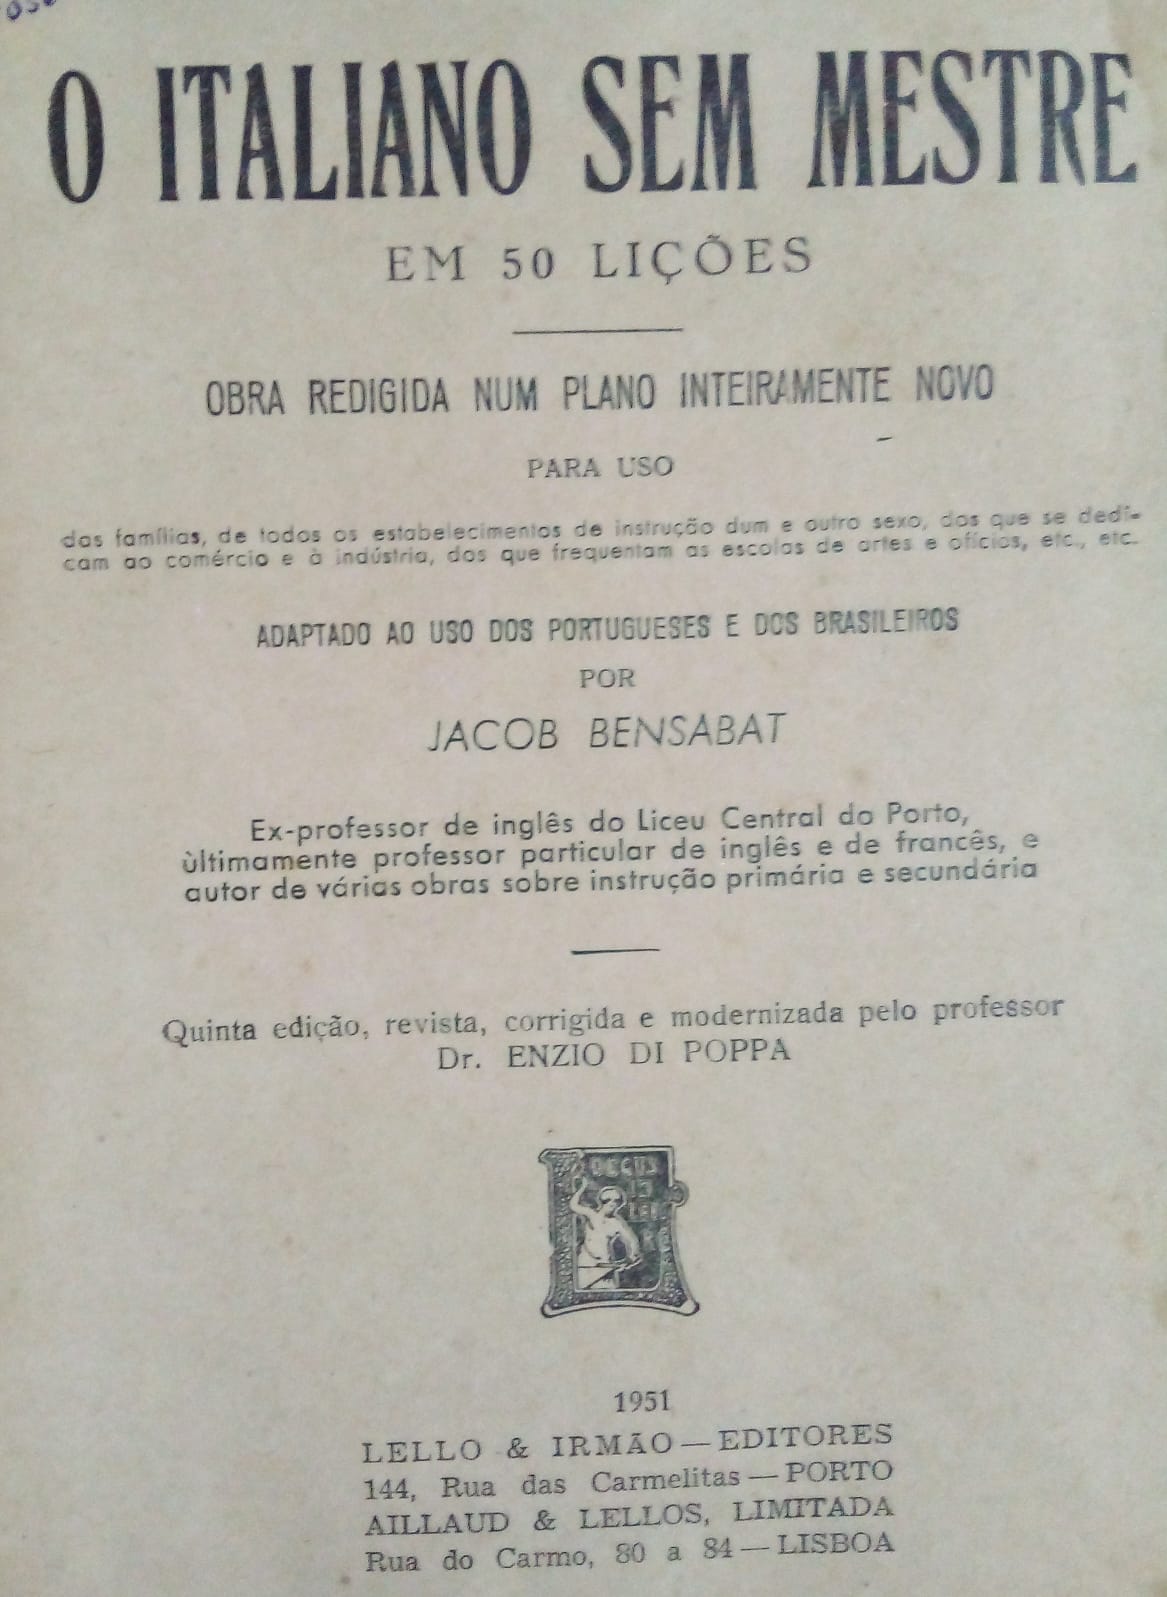 O ITALIANO SEM MESTRE
EM 50 LIÇÕES
OBRA REDIGIDA NUM PLANO INTEIRAMENTE NOVO
PARA USO
das famílias, de todos os estabelecimentos de instrução dum e outro sexo, dos que se dedi-
cam ao comércio e à indústria, dos que frequentam as escolas de artes e ofícios, etc., etc.
ADAPTADO AO USO DOS PORTUGUESES E DOS BRASILEIROS
POR
JACOB BENSABAT
Ex-professor de inglês do Liceu Central do Porto,
ùltimamente professor particular de inglês e de francês, e
autor de várias obras sobre instrução primária e secundária
Quinta edição, revista, corrigida e modernizada pelo professor
Dr. ENZIO DI POPPA
DECUS
IN
1951
LELLO & IRMÃO — EDITORES
144, Rua das Carmelitas — PORTO
AILLAUD & LELLOS, LIMITADA
Rua do Carmo, 80 a 84 — LISBOA